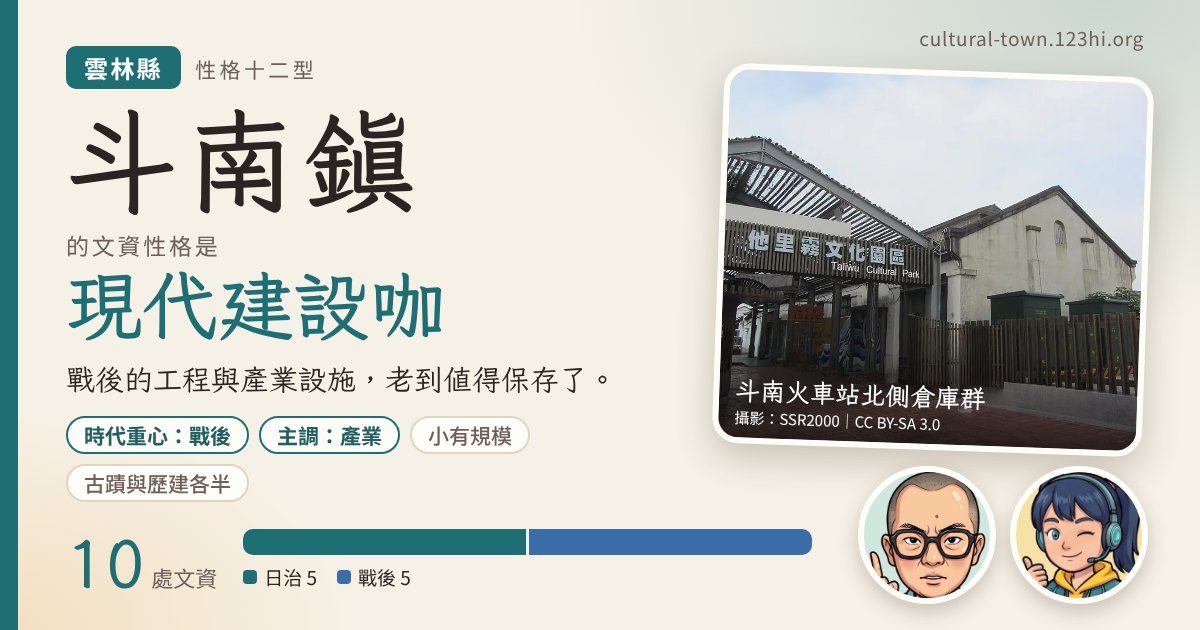 cultural-town.123hi.org
雲林縣 性格十二型
斗南鎮
的文資性格是
現代建設咖
戰後的工程與產業設施，老到值得保存了。
時代重心：戰後 主調：產業 小有規模
古蹟與歷建各半
10 處文資
日治 5 戰後 5
他里霧文化園區
Taliwu Cultural Park
斗南火車站北側倉庫群
攝影：SSR2000｜CC BY-SA 3.0